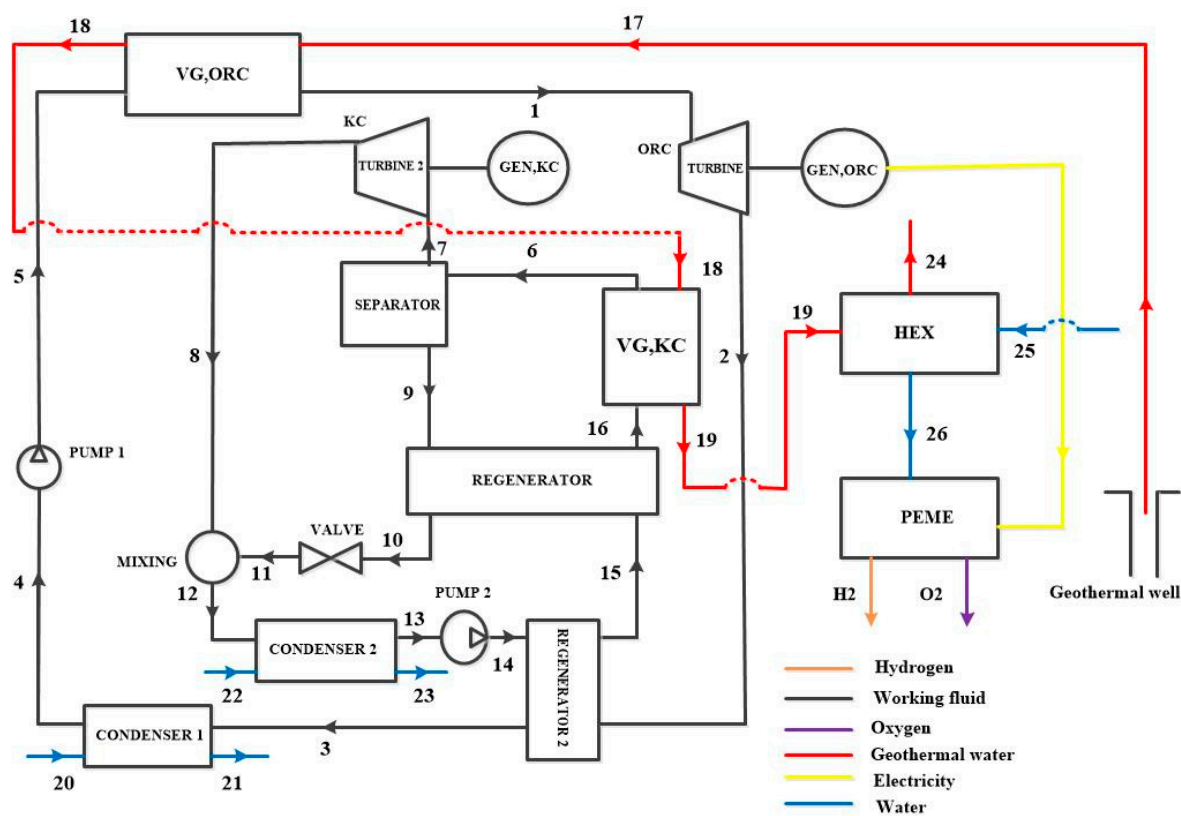 18
17
VG,ORC
1
KC
TURBINE 2
GEN,KC
ORC
TURBINE
GEN,ORC
5
7
6
18
24
SEPARATOR
VG,KC
19
HEX
25
8
2
9
16
19
26
PUMP 1
REGENERATOR
PEME
VALVE
MIXING
11
10
15
4
12
PUMP 2
H2
O2
Geothermal well
13
CONDENSER 2
14
REGENERATOR 2
22
23
CONDENSER 1
3
20
21
Hydrogen
Working fluid
Oxygen
Geothermal water
Electricity
Water